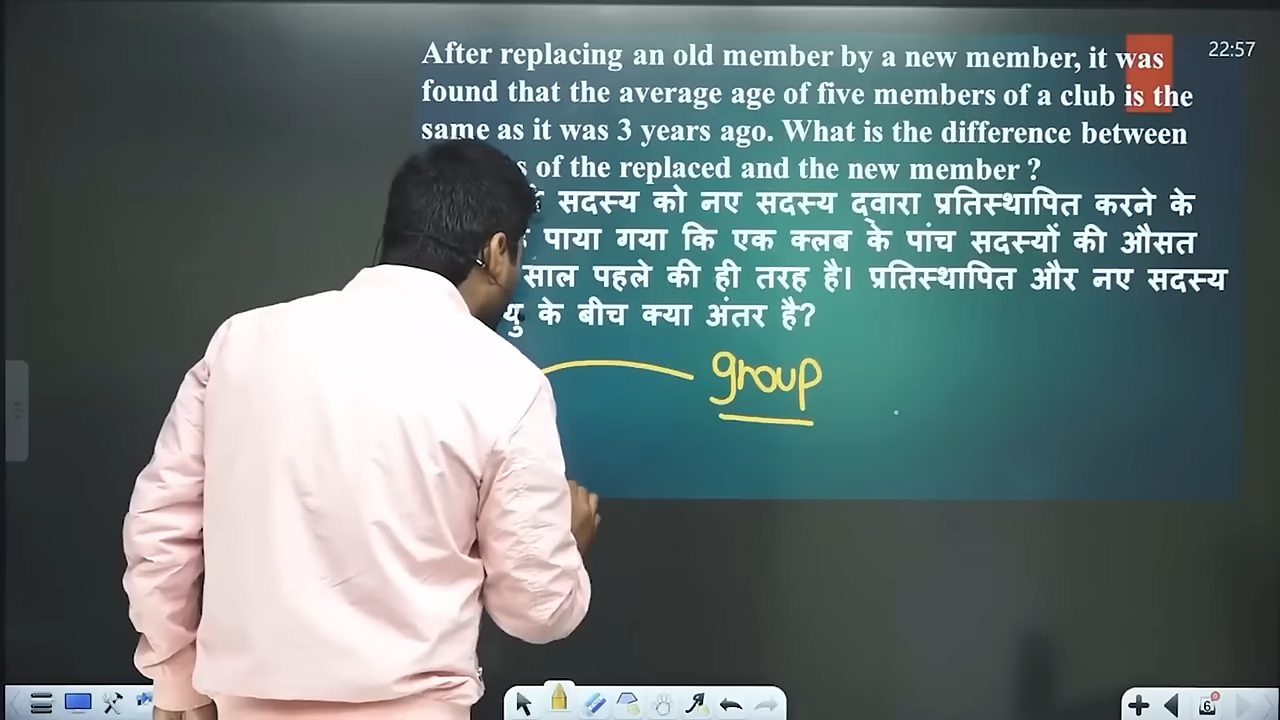 After replacing an old member by a new member, it was
22:57
found that the average age of five members of a club is the
same as it was 3 years ago. What is the difference between
of the replaced and the new member ?
सदस्य को नए सदस्य द्वारा प्रतिस्थापित करने के
पाया गया कि एक क्लब के पांच सदस्यों की औसत
साल पहले की ही तरह है। प्रतिस्थापित और नए सदस्य
के बीच क्या अंतर है?
group
6